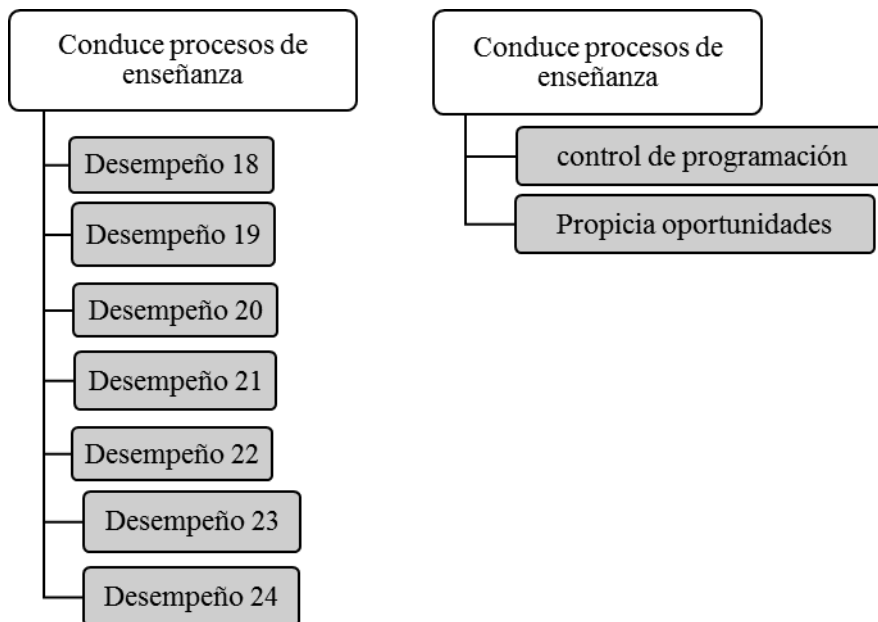 Conduce procesos de
enseñanza
Desempeño 18
Desempeño 19
Desempeño 20
Desempeño 21
Desempeño 22
Desempeño 23
Desempeño 24
Conduce procesos de
enseñanza
control de programación
Propicia oportunidades